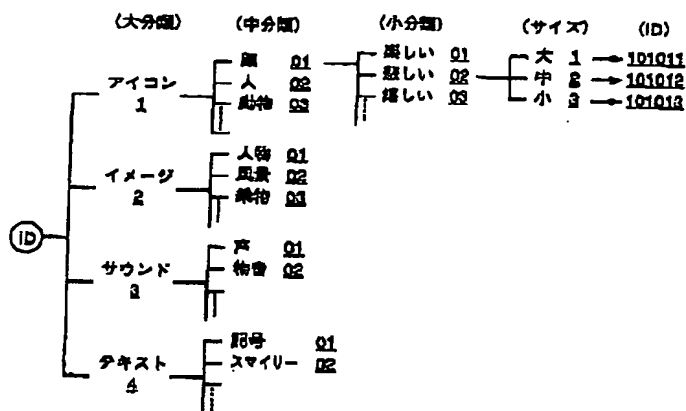 (大分類) (中分類) (小分類) (サイズ) (ID)
顔 01 楽しい 01 大 1 101011
人 02 悲しい 02 中 2 101012
アイコン 動物 03 嬉しい 03 小 3 101013
1
人物 01
イメージ 風景 02
2 乗物 03
ID
声 01
サウンド 物音 02
3
記号 01
テキスト スマイリー 02
4